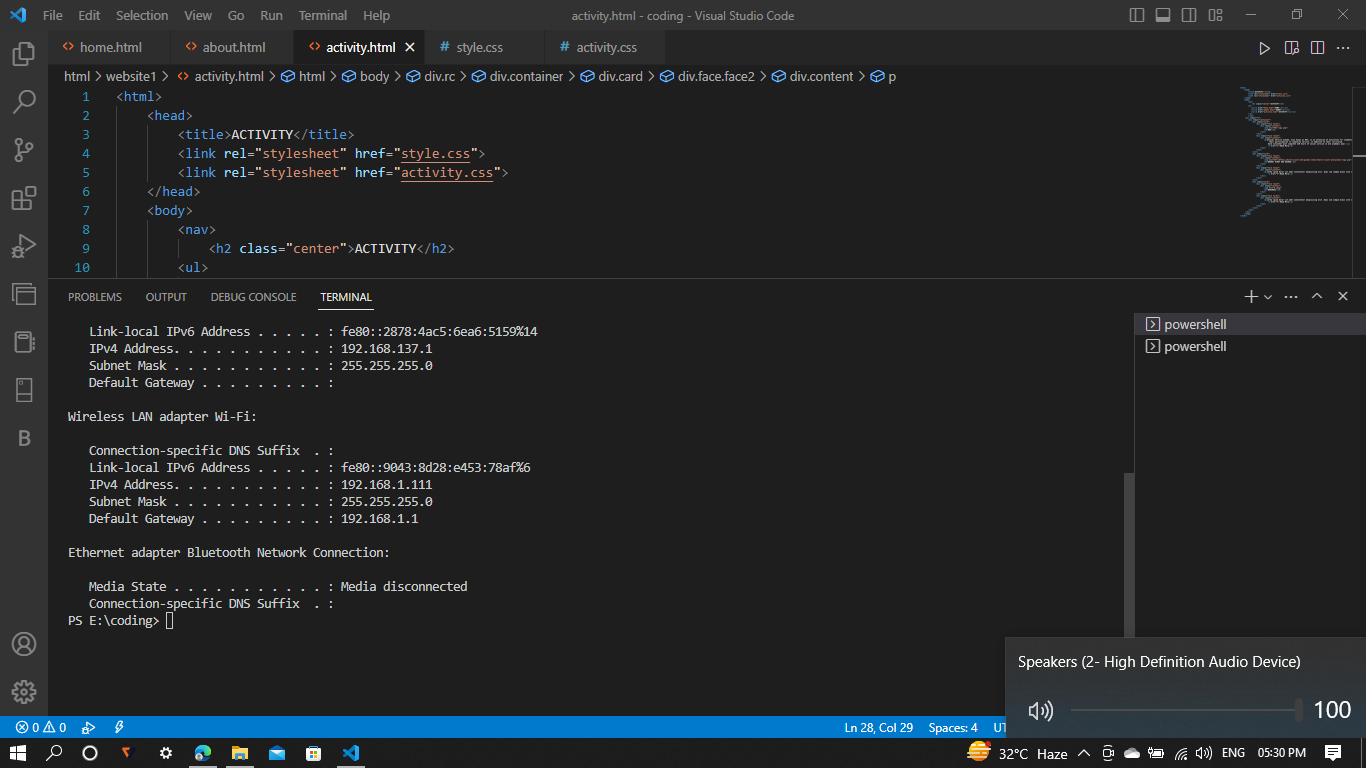 File Edit Selection View Go Run Terminal Help activity.html - coding - Visual Studio Code
home.html about.html activity.html style.css activity.css
html > website1 > activity.html > html > body > div.rc > div.container > div.card > div.face.face2 > div.content > p
1 <html>
2 <head>
3 <title>ACTIVITY</title>
4 <link rel="stylesheet" href="style.css">
5 <link rel="stylesheet" href="activity.css">
6 </head>
7 <body>
8 <nav>
9 <h2 class="center">ACTIVITY</h2>
10 <ul>
PROBLEMS OUTPUT DEBUG CONSOLE TERMINAL
powershell
powershell
Link-local IPv6 Address . . . . . : fe80::2878:4ac5:6ea6:5159%14
IPv4 Address. . . . . . . . . . . : 192.168.137.1
Subnet Mask . . . . . . . . . . . : 255.255.255.0
Default Gateway . . . . . . . . . :
Wireless LAN adapter Wi-Fi:
Connection-specific DNS Suffix . :
Link-local IPv6 Address . . . . . : fe80::9043:8d28:e453:78af%6
IPv4 Address. . . . . . . . . . . : 192.168.1.111
Subnet Mask . . . . . . . . . . . : 255.255.255.0
Default Gateway . . . . . . . . . : 192.168.1.1
Ethernet adapter Bluetooth Network Connection:
Media State . . . . . . . . . . . : Media disconnected
Connection-specific DNS Suffix . :
PS E:\coding>
Speakers (2- High Definition Audio Device)
100
0 0 Ln 28, Col 29 Spaces: 4 UT
32°C Haze ENG 05:30 PM